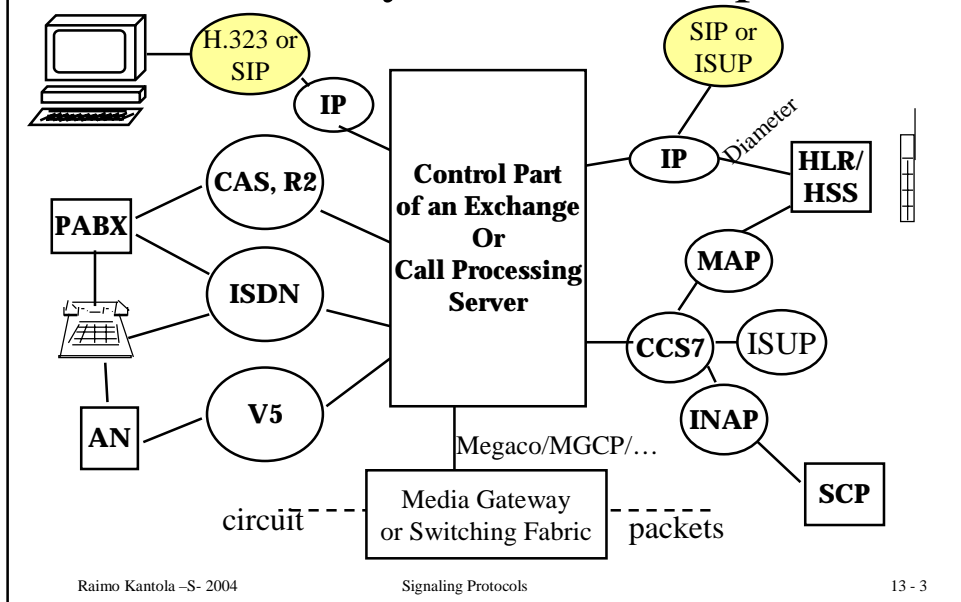 H.323 or
SIP
IP
SIP or
ISUP
IP
Diameter
HLR/
HSS
CAS, R2
PABX
ISDN
Control Part
of an Exchange
Or
Call Processing
Server
MAP
CCS7
ISUP
INAP
V5
AN
SCP
Megaco/MGCP/…
Media Gateway
or Switching Fabric
circuit
packets
Raimo Kantola –S- 2004
Signaling Protocols
13 - 3